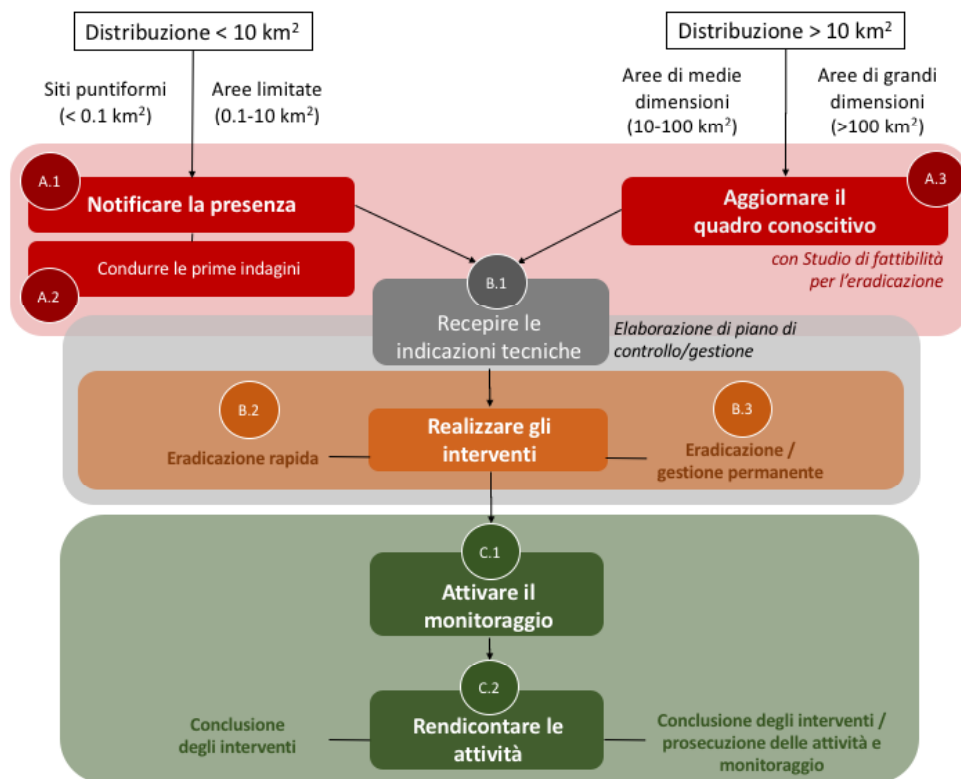 Distribuzione < 10 km²
Distribuzione > 10 km²
Siti puntiformi
(< 0.1 km²)
Aree limitate
(0.1-10 km²)
Aree di medie
dimensioni
(10-100 km²)
Aree di grandi
dimensioni
(>100 km²)
A.1
Notificare la presenza
A.3
Aggiornare il
quadro conoscitivo
Condurre le prime indagini
A.2
con Studio di fattibilità
per l'eradicazione
B.1
Recepire le
indicazioni tecniche
Elaborazione di piano di
controllo/gestione
B.2
Eradicazione rapida
Realizzare gli
interventi
B.3
Eradicazione /
gestione permanente
C.1
Attivare il
monitoraggio
C.2
Rendicontare le
attività
Conclusione
degli interventi
Conclusione degli interventi /
prosecuzione delle attività e
monitoraggio